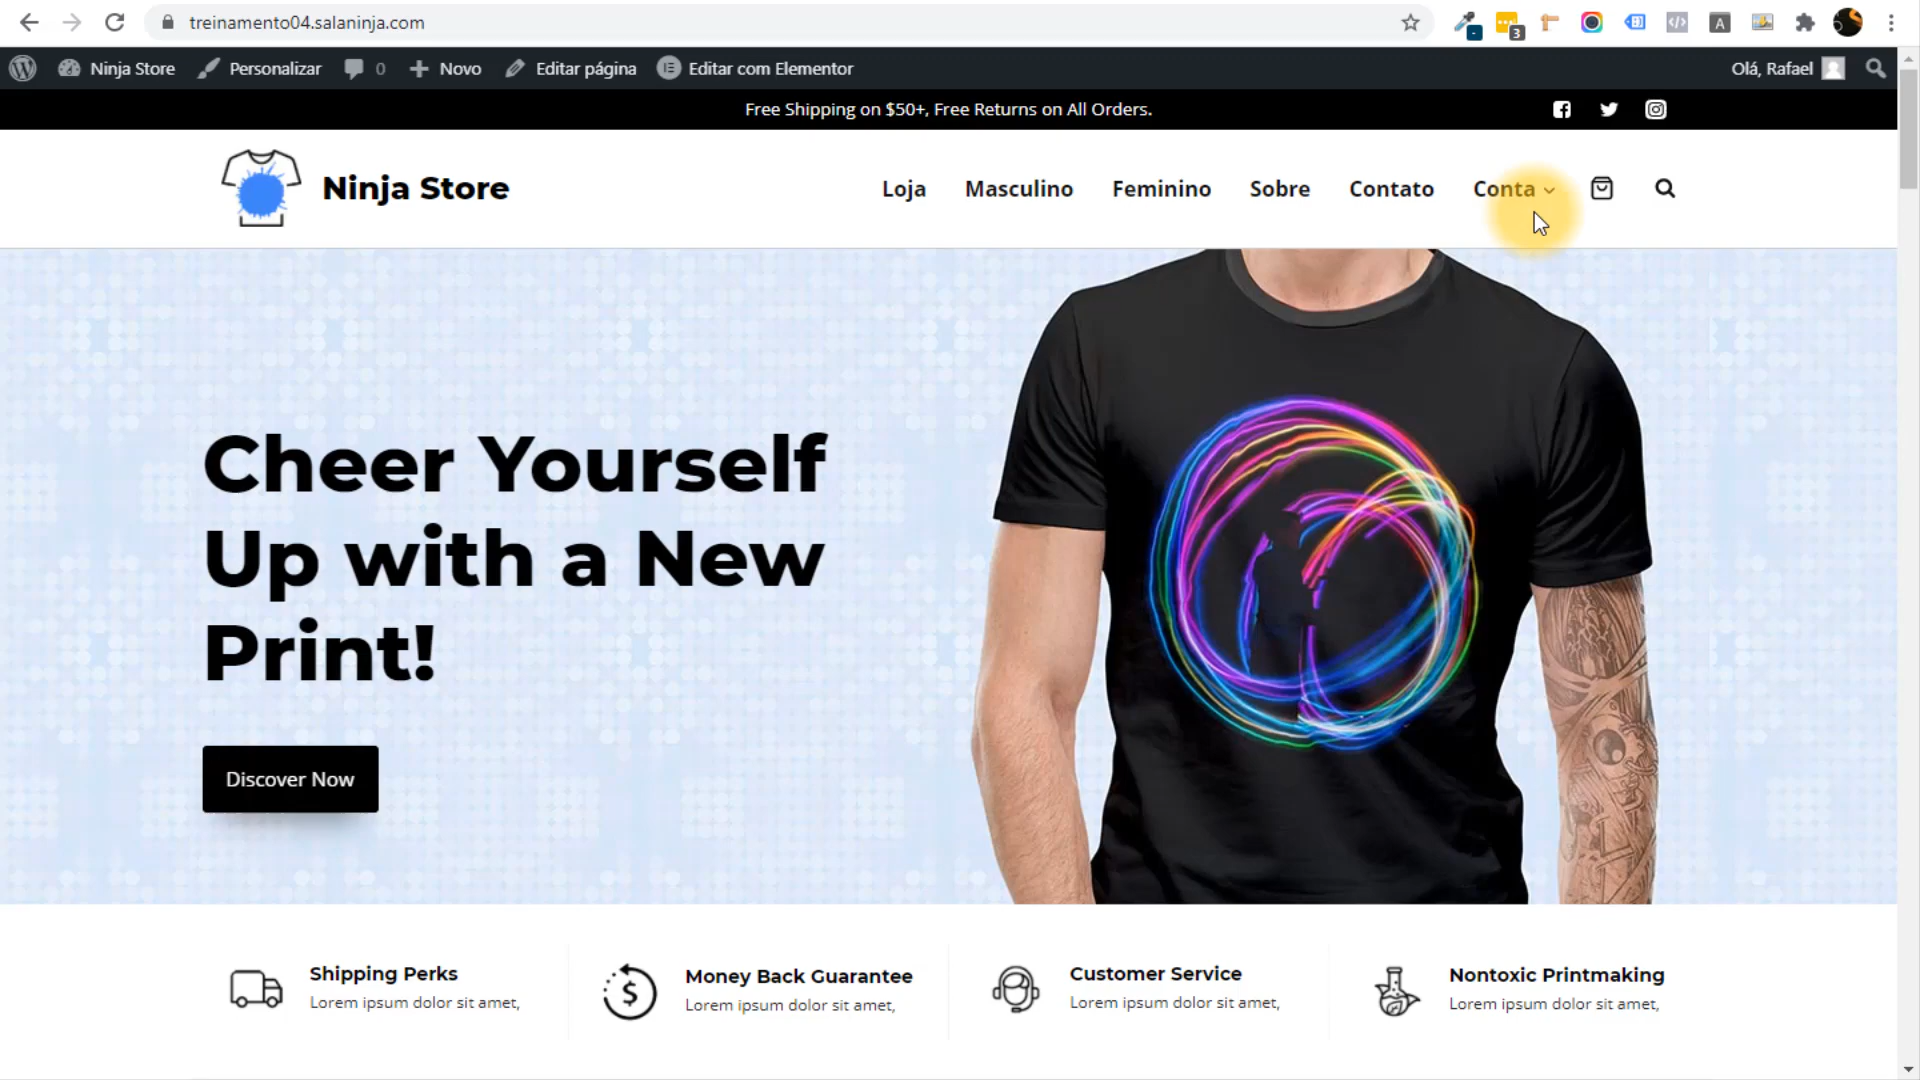 treinamento04.salaninja.com
3
A
Ninja Store Personalizar 0 Novo Editar página Editar com Elementor Olá, Rafael
Free Shipping on $50+, Free Returns on All Orders.
Ninja Store Loja Masculino Feminino Sobre Contato Conta
Cheer Yourself
Up with a New
Print!
Discover Now
Shipping Perks
Lorem ipsum dolor sit amet,
Money Back Guarantee
Lorem ipsum dolor sit amet,
Customer Service
Lorem ipsum dolor sit amet,
Nontoxic Printmaking
Lorem ipsum dolor sit amet,